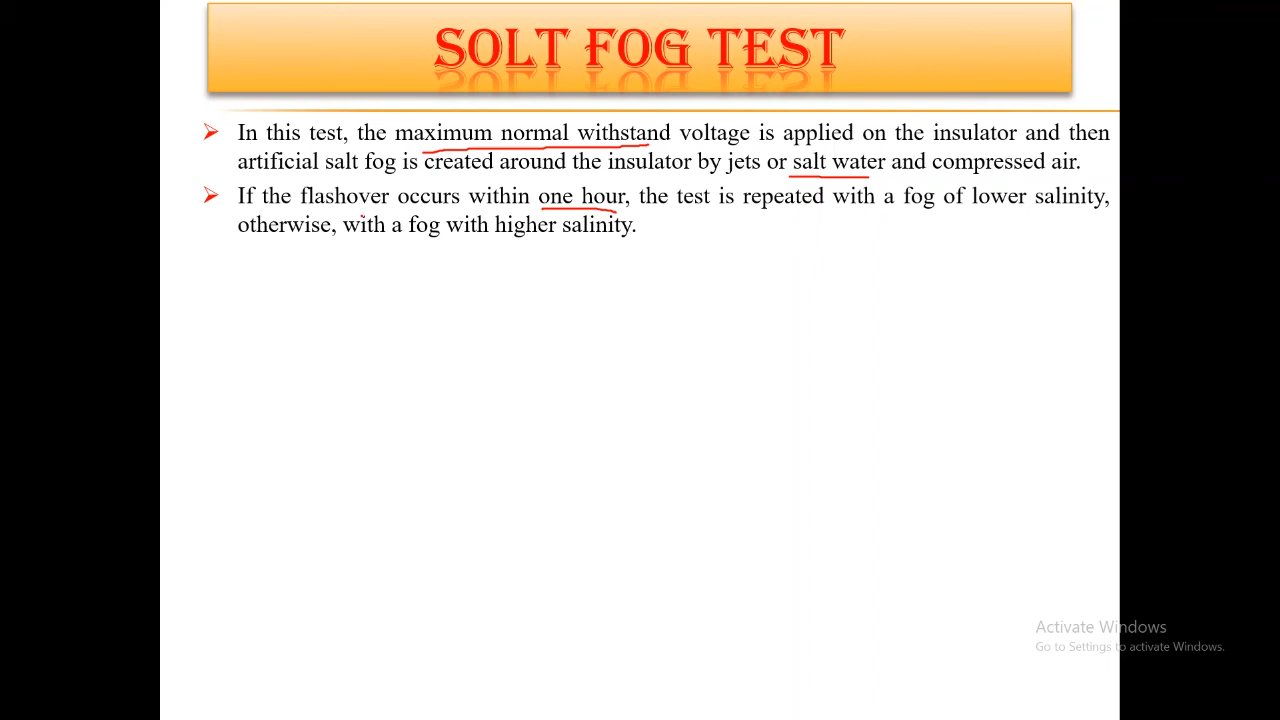 SOLT FOG TEST
In this test, the maximum normal withstand voltage is applied on the insulator and then
artificial salt fog is created around the insulator by jets or salt water and compressed air.
If the flashover occurs within one hour, the test is repeated with a fog of lower salinity,
otherwise, with a fog with higher salinity.
Activate Windows
Go to Settings to activate Windows.